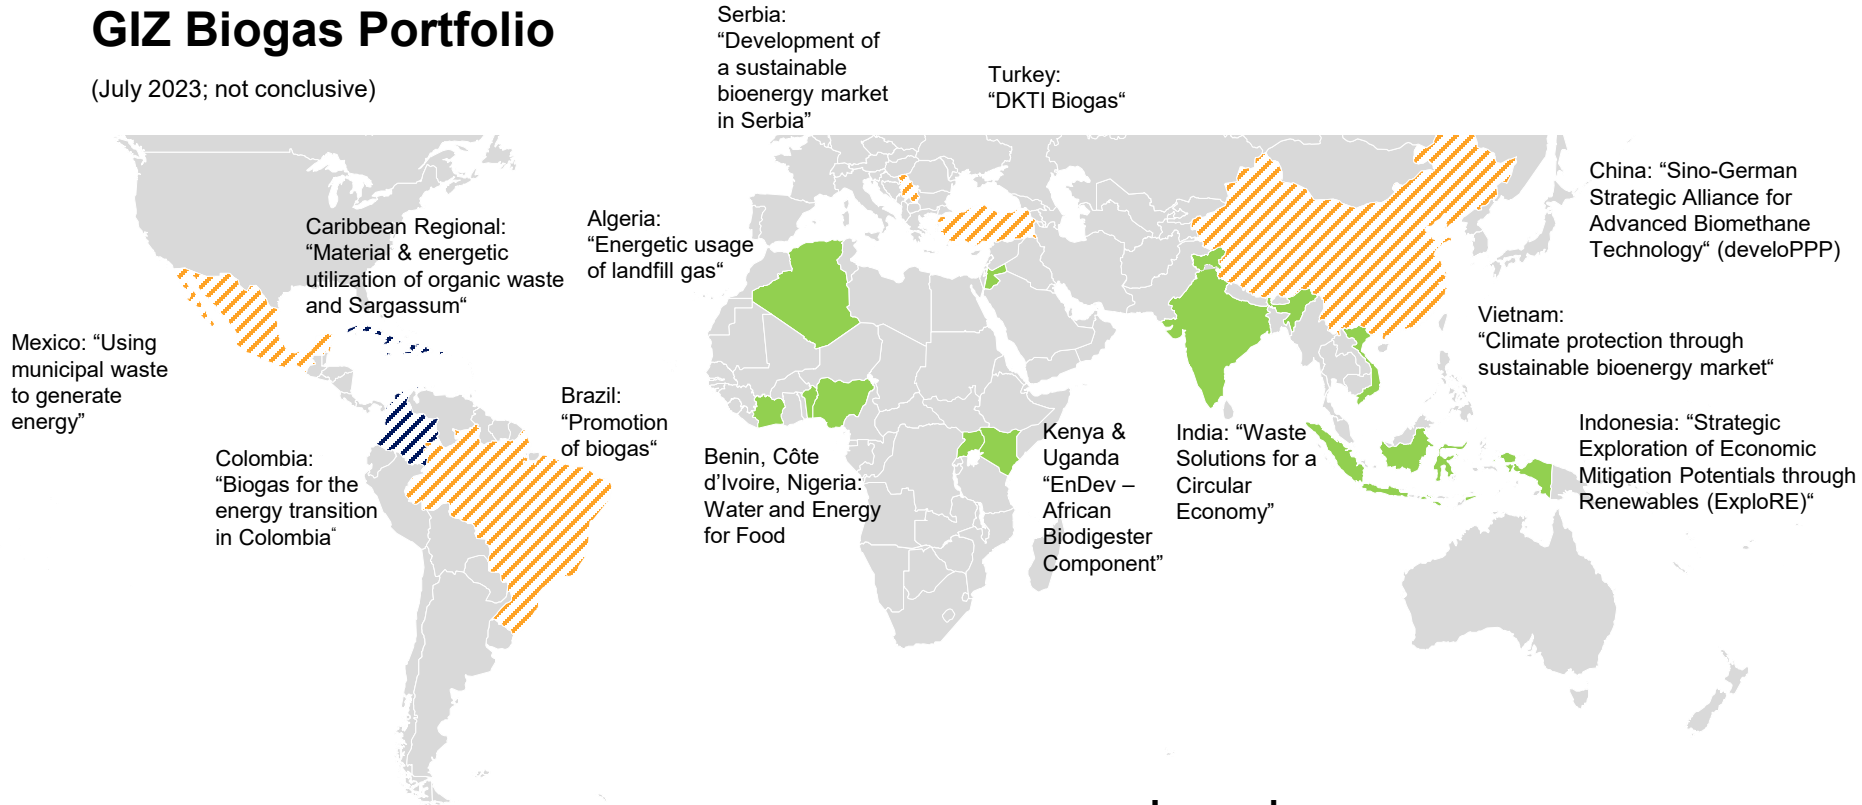 GIZ Biogas Portfolio
(July 2023; not conclusive)
Serbia:
“Development of
a sustainable
bioenergy market
in Serbia”
Turkey:
“DKTI Biogas“
China: “Sino-German
Strategic Alliance for
Advanced Biomethane
Technology“ (develoPPP)
Caribbean Regional:
“Material & energetic
utilization of organic waste
and Sargassum“
Algeria:
“Energetic usage
of landfill gas“
Mexico: “Using
municipal waste
to generate
energy”
Vietnam:
“Climate protection through
sustainable bioenergy market“
Brazil:
“Promotion
of biogas“
Colombia:
“Biogas for the
energy transition
in Colombia“
Benin, Côte
d’Ivoire, Nigeria:
Water and Energy
for Food
Kenya &
Uganda
“EnDev –
African
Biodigester
Component”
India: “Waste
Solutions for a
Circular
Economy”
Indonesia: “Strategic
Exploration of Economic
Mitigation Potentials through
Renewables (ExploRE)“